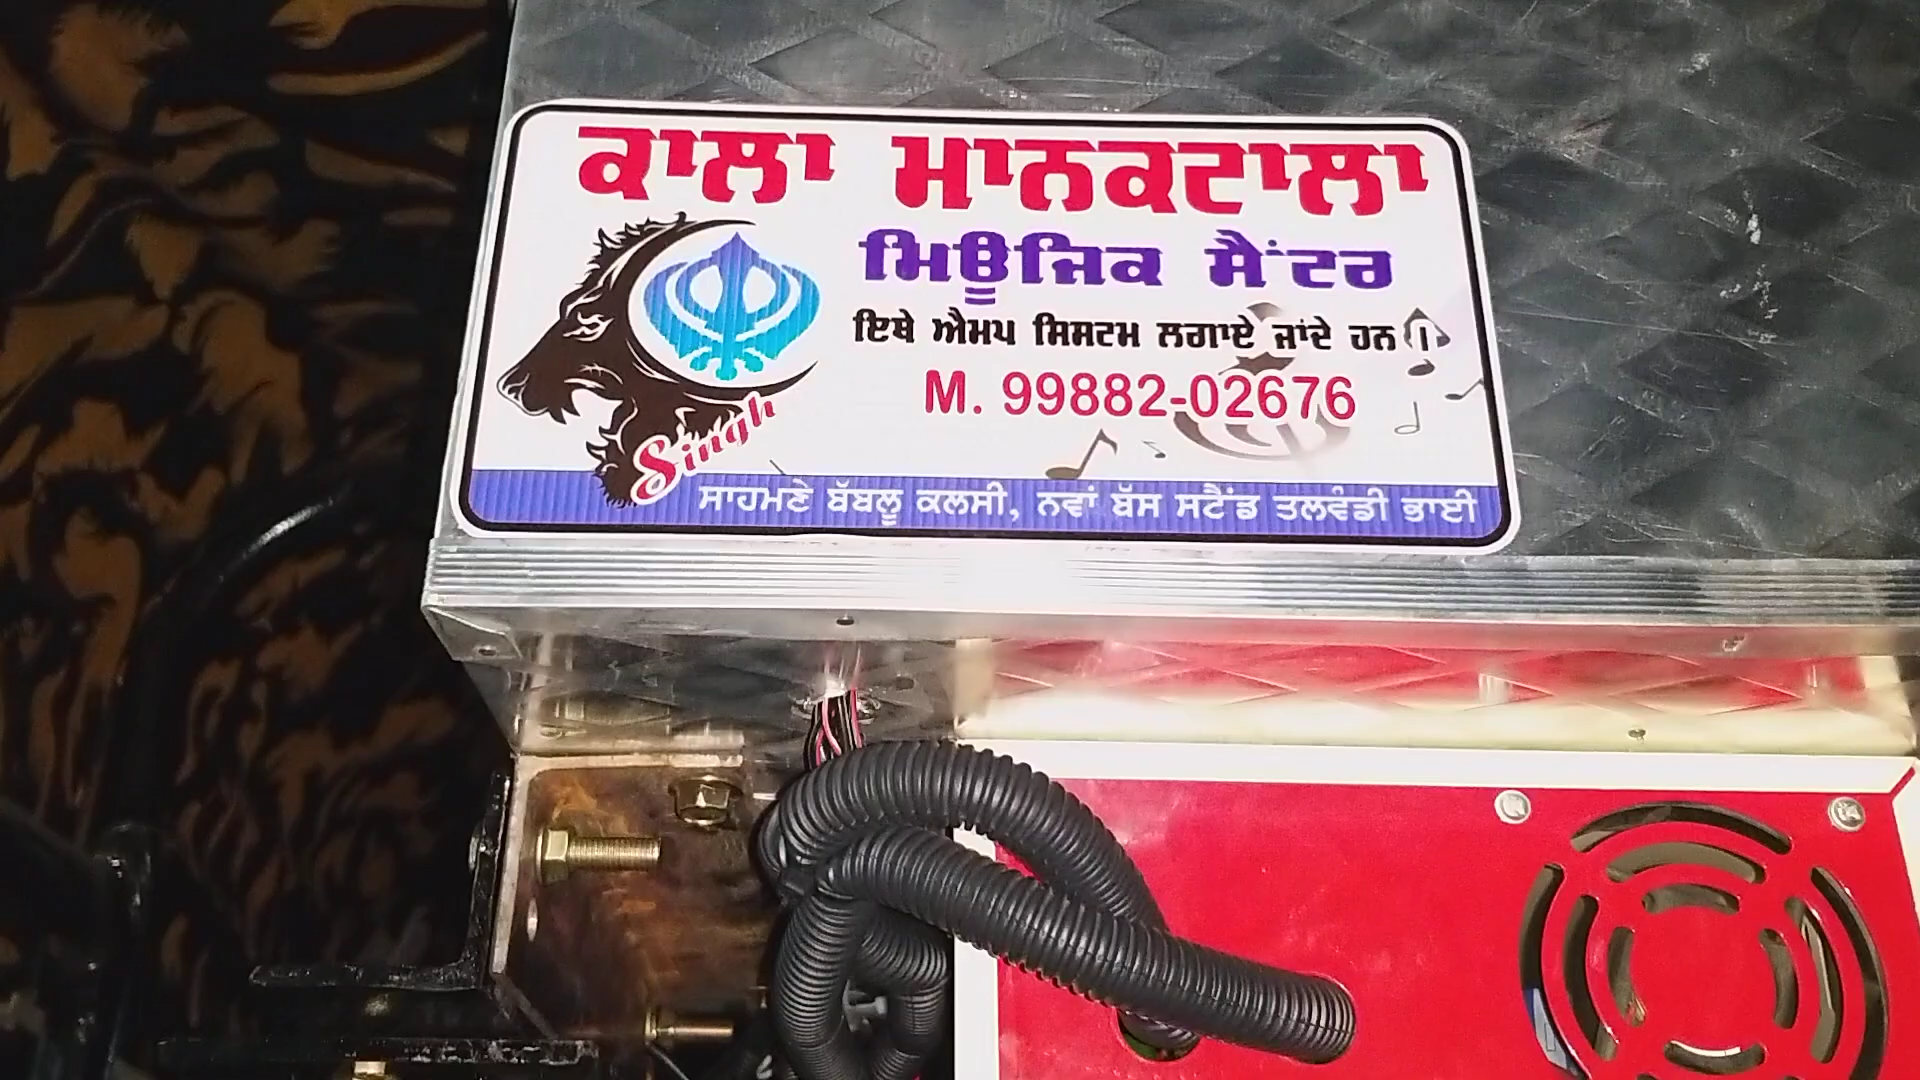 ਕਾਲਾ ਮਾਨਕਟਾਲਾ
ਮਿਊਜਿਕ ਸੈਂਟਰ
ਇਥੇ ਐਮਪ ਸਿਸਟਮ ਲਗਾਏ ਜਾਂਦੇ ਹਨ ।
M. 99882-02676
Singh
ਸਾਹਮਣੇ ਬੱਬਲੂ ਕਲਸੀ, ਨਵਾਂ ਬੱਸ ਸਟੈਂਡ ਤਲਵੰਡੀ ਭਾਈ